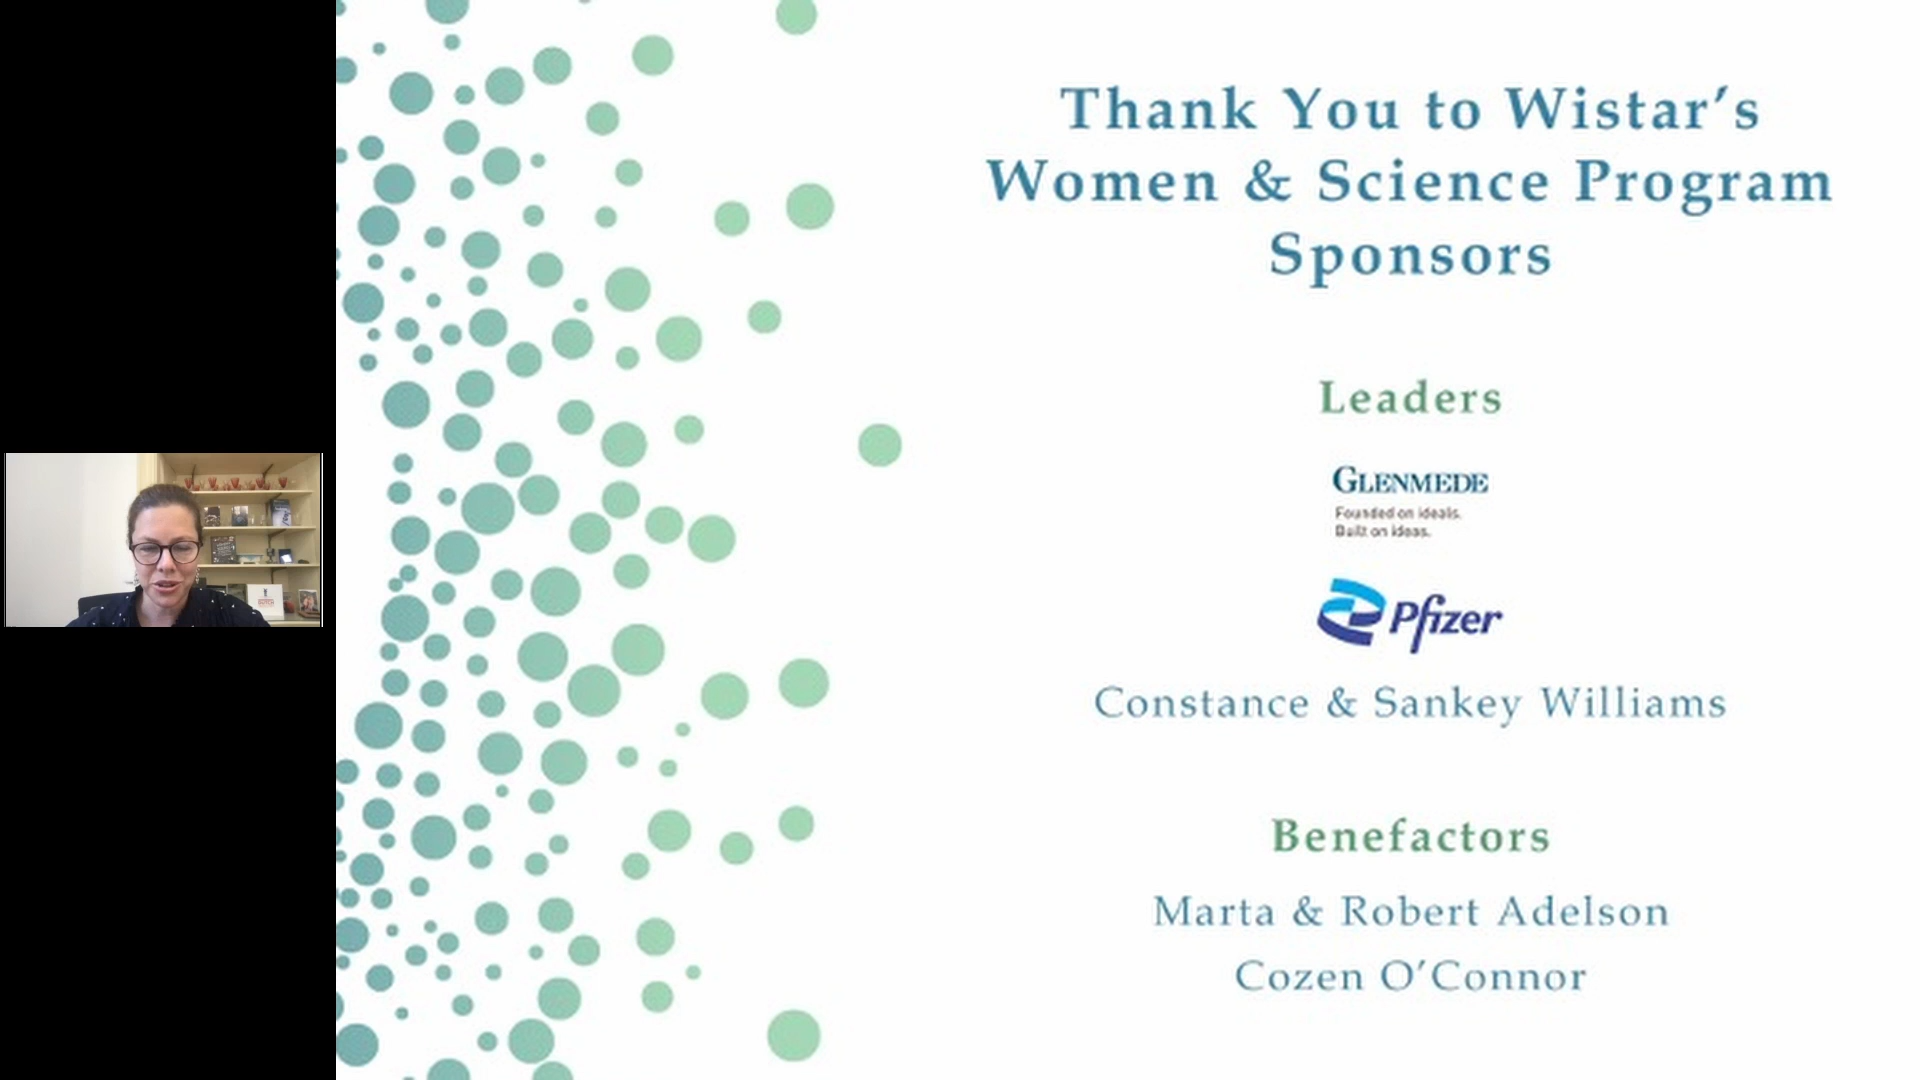 Thank You to Wistar’s
Women & Science Program
Sponsors
Leaders
GLENMEDE
Founded on ideals.
Built on ideas.
Pfizer
Constance & Sankey Williams
Benefactors
Marta & Robert Adelson
Cozen O’Connor